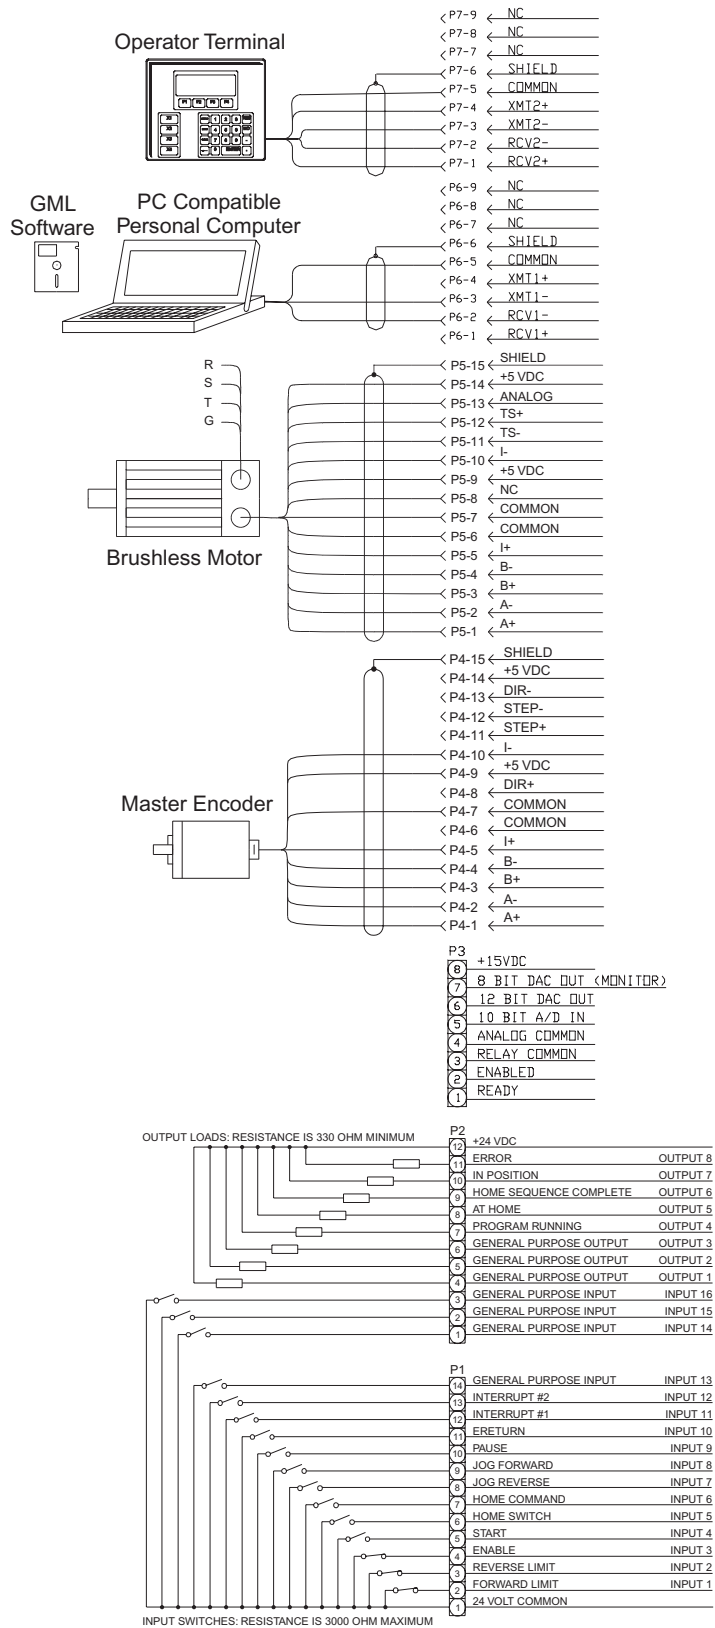 Operator Terminal
P7-9 NC
P7-8 NC
P7-7 NC
P7-6 SHIELD
P7-5 COMMON
P7-4 XMT2+
P7-3 XMT2-
P7-2 RCV2-
P7-1 RCV2+
GML Software
PC Compatible
Personal Computer
P6-9 NC
P6-8 NC
P6-7 NC
P6-6 SHIELD
P6-5 COMMON
P6-4 XMT1+
P6-3 XMT1-
P6-2 RCV1-
P6-1 RCV1+
R
S
T
G
Brushless Motor
P5-15 SHIELD
P5-14 +5 VDC
P5-13 ANALOG
P5-12 TS+
P5-11 TS-
P5-10 I-
P5-9 +5 VDC
P5-8 NC
P5-7 COMMON
P5-6 COMMON
P5-5 I+
P5-4 B-
P5-3 B+
P5-2 A-
P5-1 A+
Master Encoder
P4-15 SHIELD
P4-14 +5 VDC
P4-13 DIR-
P4-12 STEP-
P4-11 STEP+
P4-10 I-
P4-9 +5 VDC
P4-8 DIR+
P4-7 COMMON
P4-6 COMMON
P4-5 I+
P4-4 B-
P4-3 B+
P4-2 A-
P4-1 A+
P3
8 +15VDC
7 8 BIT DAC OUT (MONITOR)
6 12 BIT DAC OUT
5 10 BIT A/D IN
4 ANALOG COMMON
3 RELAY COMMON
2 ENABLED
1 READY
OUTPUT LOADS: RESISTANCE IS 330 OHM MINIMUM
P2
12 +24 VDC
11 ERROR OUTPUT 8
10 IN POSITION OUTPUT 7
9 HOME SEQUENCE COMPLETE OUTPUT 6
8 AT HOME OUTPUT 5
7 PROGRAM RUNNING OUTPUT 4
6 GENERAL PURPOSE OUTPUT OUTPUT 3
5 GENERAL PURPOSE OUTPUT OUTPUT 2
4 GENERAL PURPOSE OUTPUT OUTPUT 1
3 GENERAL PURPOSE INPUT INPUT 16
2 GENERAL PURPOSE INPUT INPUT 15
1 GENERAL PURPOSE INPUT INPUT 14
P1
14 GENERAL PURPOSE INPUT INPUT 13
13 INTERRUPT #2 INPUT 12
12 INTERRUPT #1 INPUT 11
11 ERETURN INPUT 10
10 PAUSE INPUT 9
9 JOG FORWARD INPUT 8
8 JOG REVERSE INPUT 7
7 HOME COMMAND INPUT 6
6 HOME SWITCH INPUT 5
5 START INPUT 4
4 ENABLE INPUT 3
3 REVERSE LIMIT INPUT 2
2 FORWARD LIMIT INPUT 1
1 24 VOLT COMMON
INPUT SWITCHES: RESISTANCE IS 3000 OHM MAXIMUM